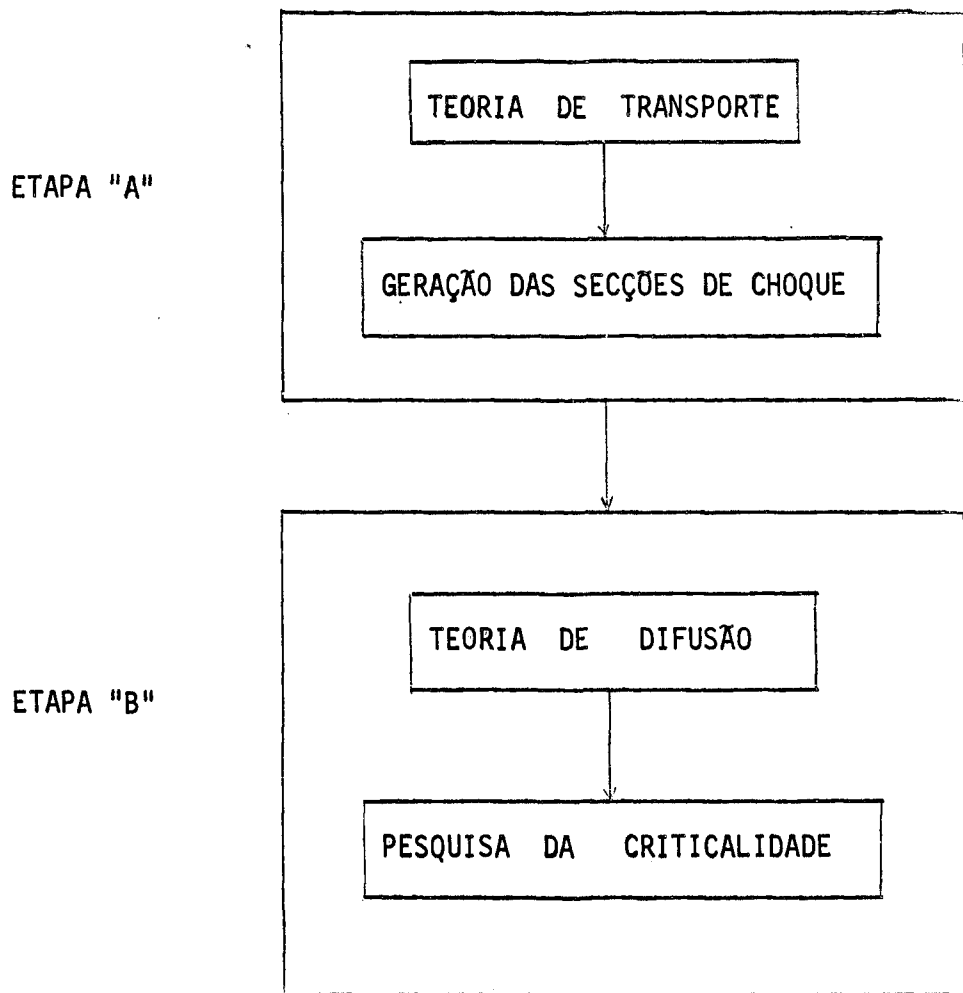 TEORIA DE TRANSPORTE
ETAPA "A"
GERAÇÃO DAS SECÇÕES DE CHOQUE
TEORIA DE DIFUSÃO
ETAPA "B"
PESQUISA DA CRITICALIDADE